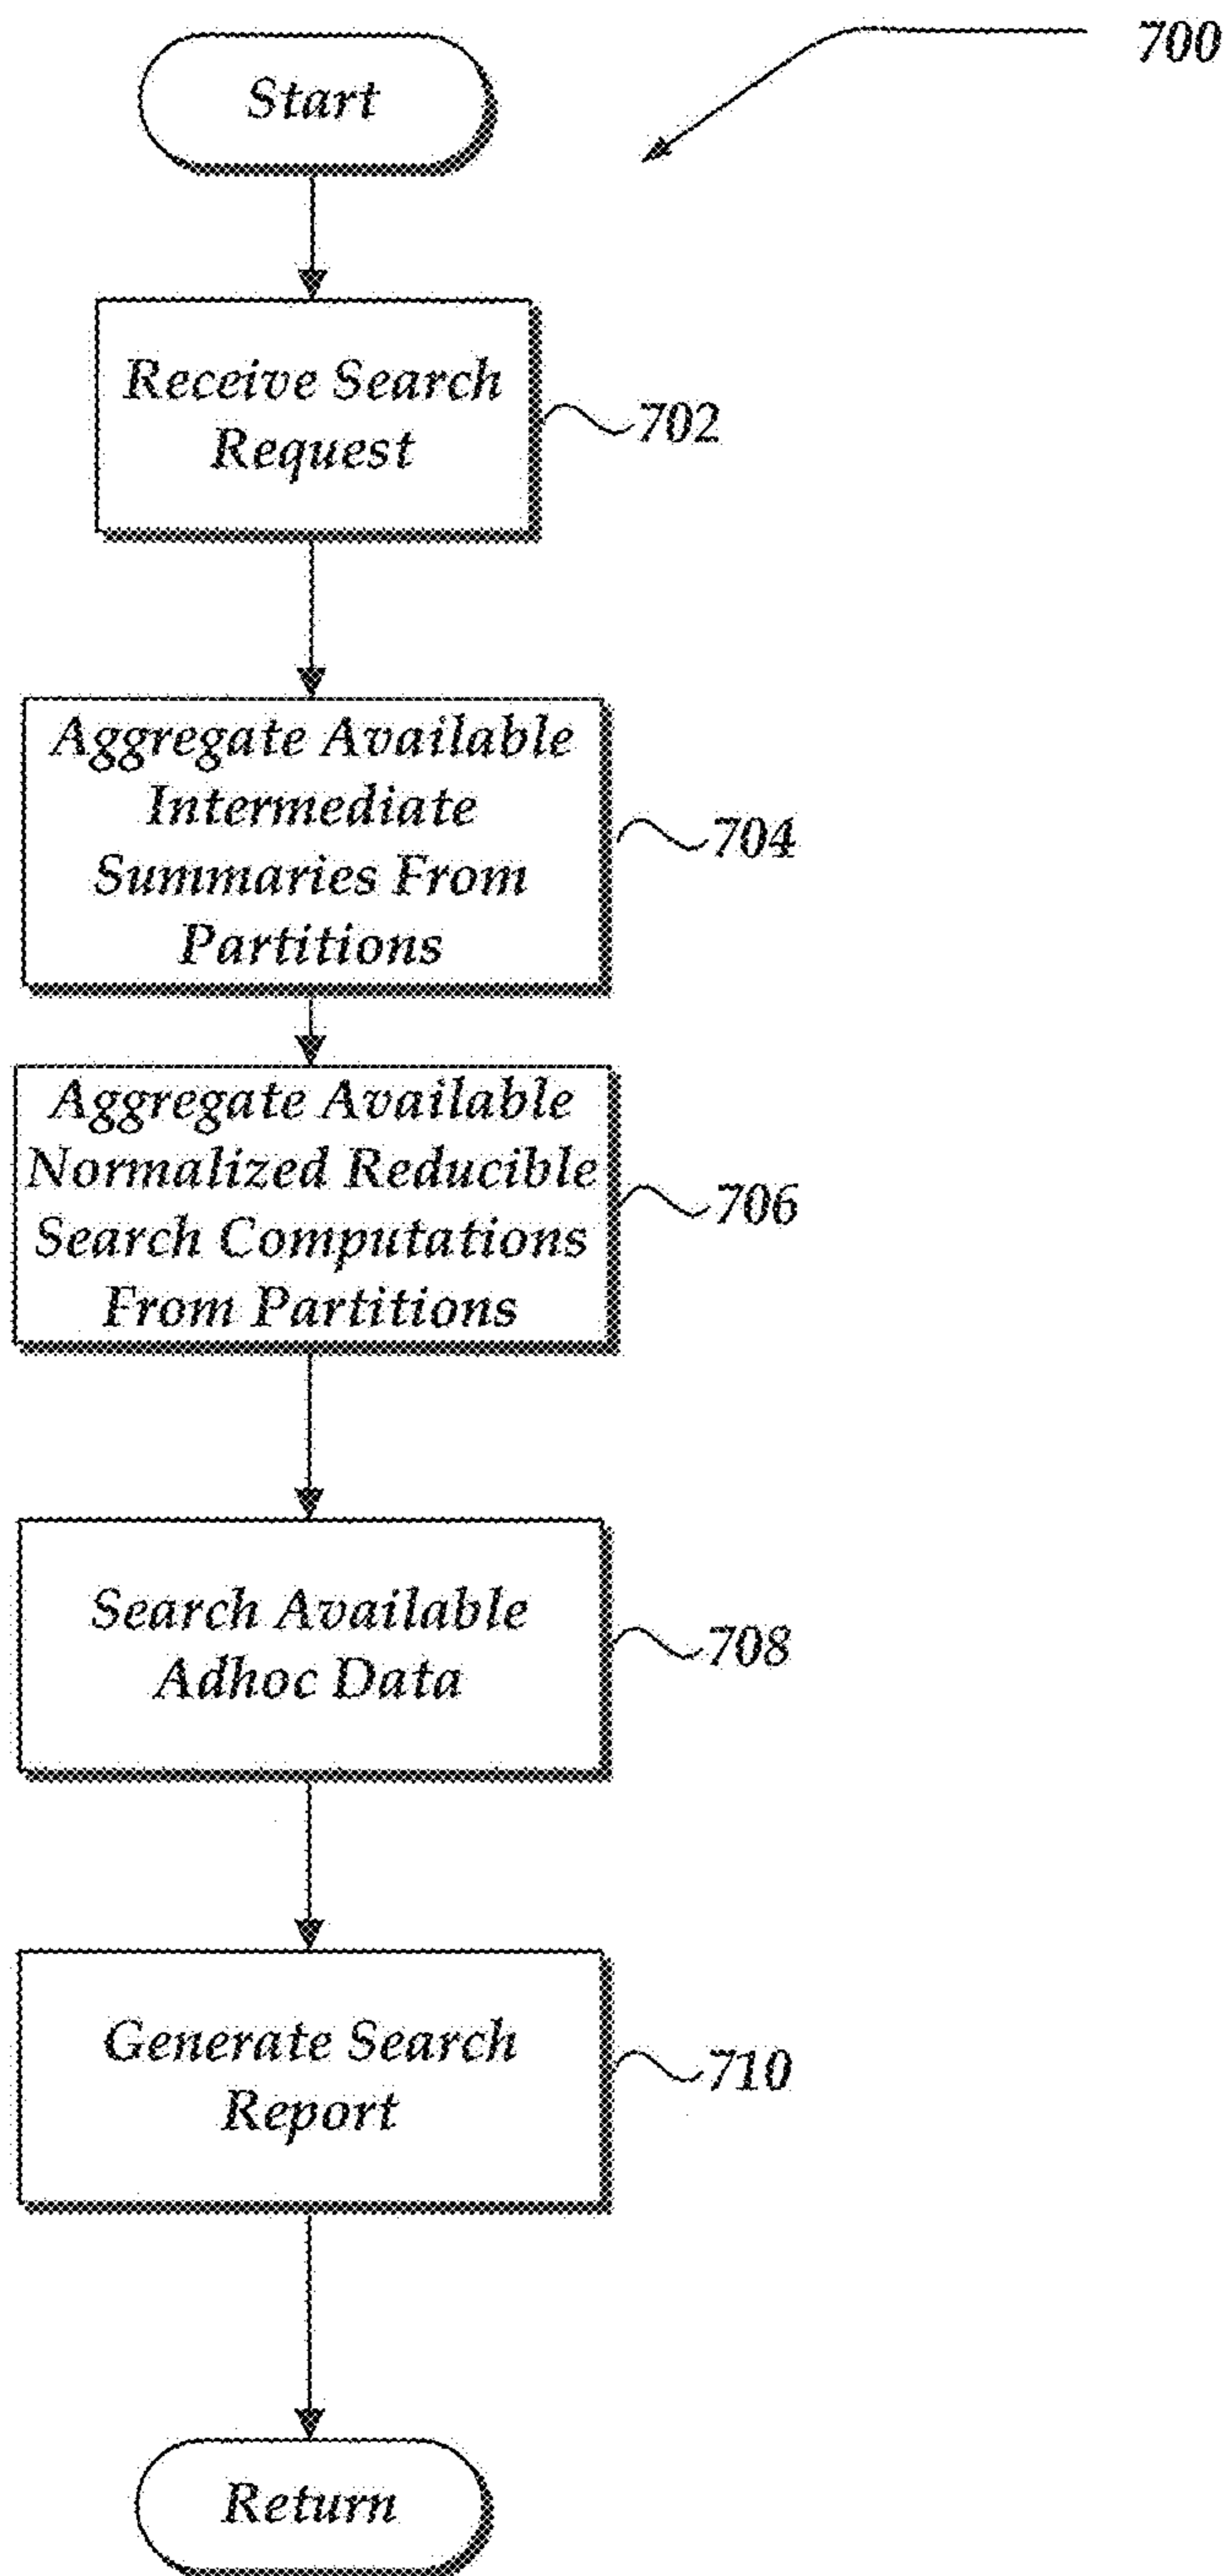 700
Start
Receive Search
Request
702
Aggregate Available
Intermediate
Summaries From
Partitions
704
Aggregate Available
Normalized Reducible
Search Computations
From Partitions
706
Search Available
Adhoc Data
708
Generate Search
Report
710
Return